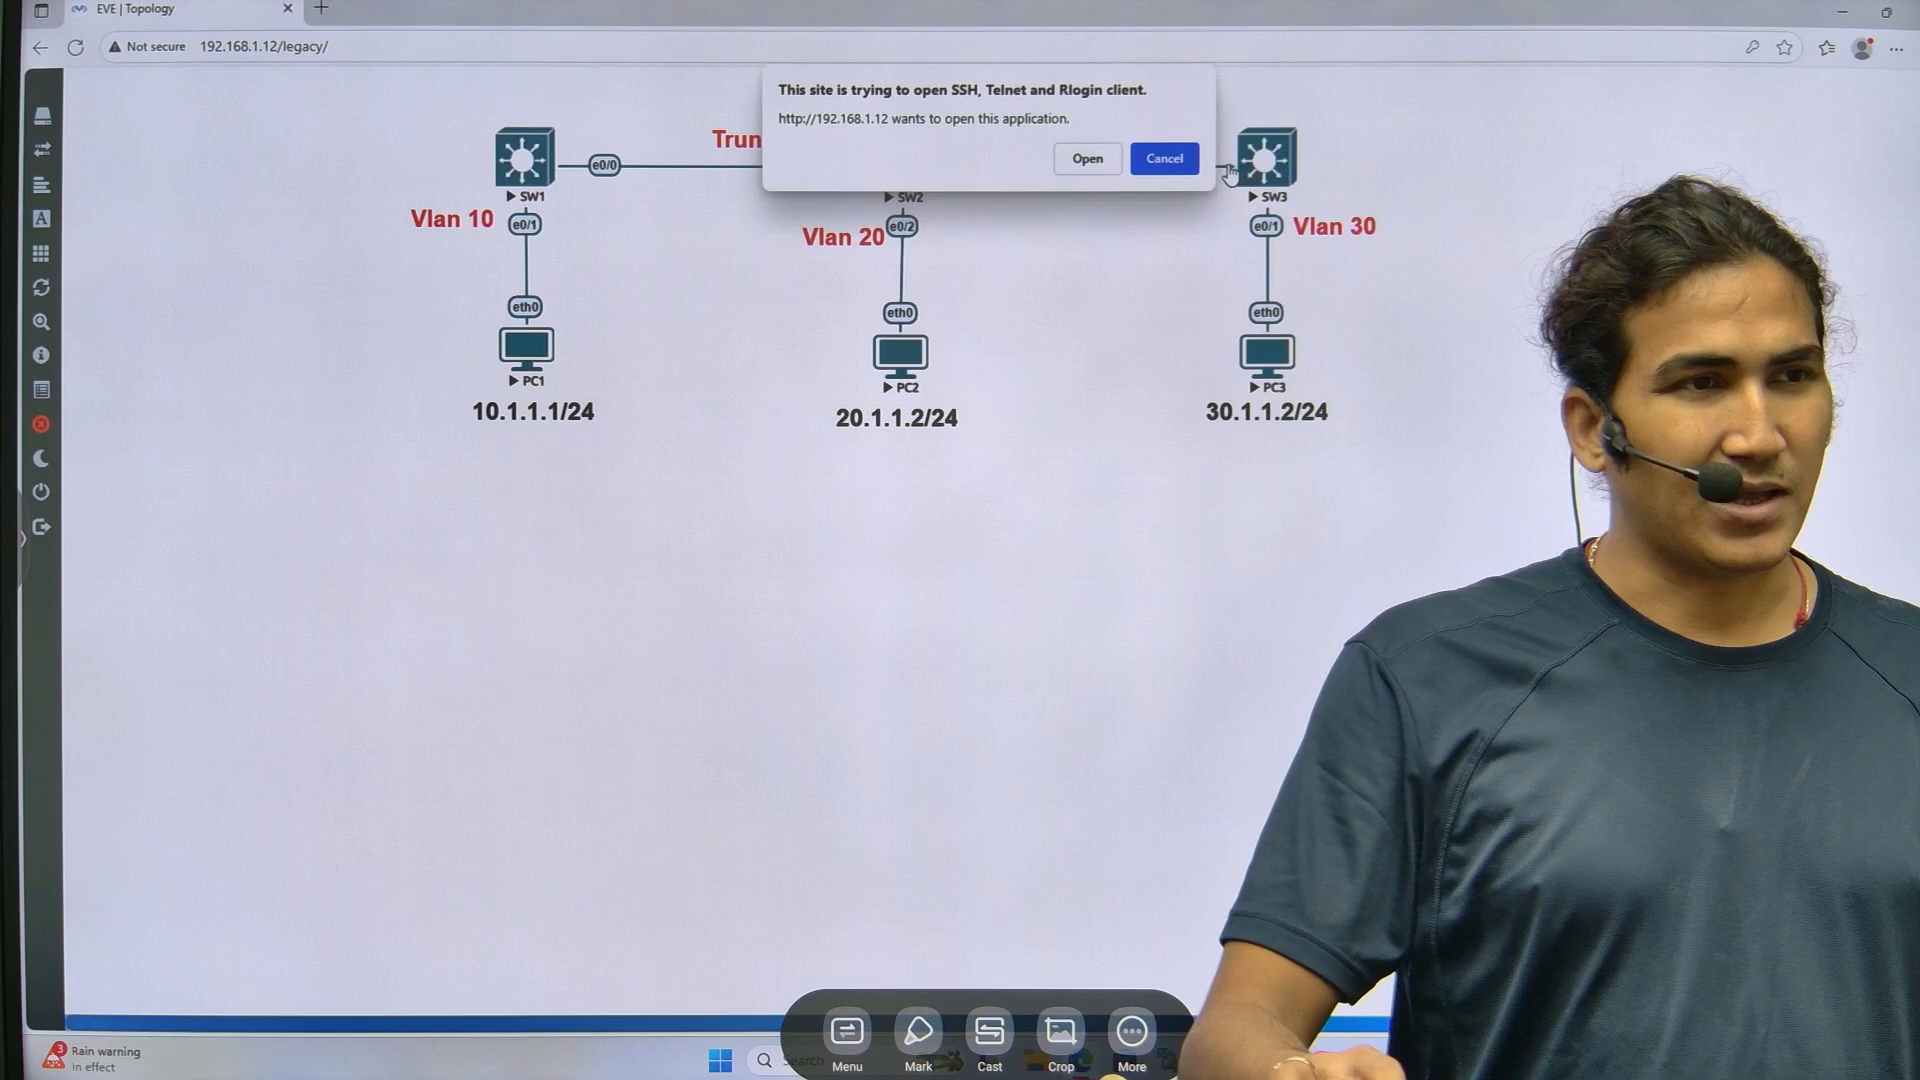 EVE | Topology
Not secure
192.168.1.12/legacy/
This site is trying to open SSH, Telnet and Rlogin client.
http://192.168.1.12 wants to open this application.
Open
Cancel
Trun
e0/0
SW1
SW2
SW3
Vlan 10
e0/1
Vlan 20
e0/2
e0/1
Vlan 30
eth0
eth0
eth0
PC1
PC2
PC3
10.1.1.1/24
20.1.1.2/24
30.1.1.2/24
3
Rain warning
In effect
Search
Menu
Mark
Cast
Crop
More